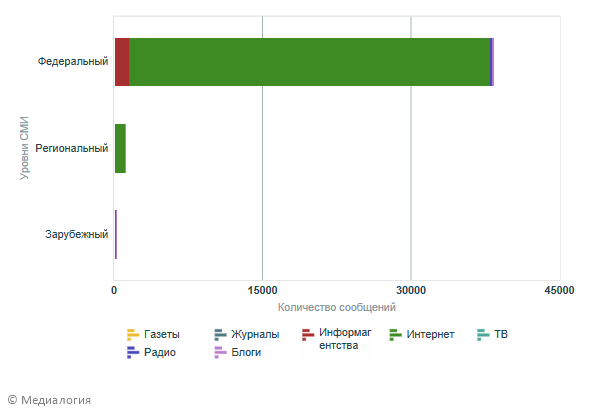 Уровни СМИ
Федеральный
Региональный
Зарубежный
0 15000 30000 45000
Количество сообщений
Газеты Журналы Информаг
ентства Интернет ТВ
Радио Блоги
© Медиалогия